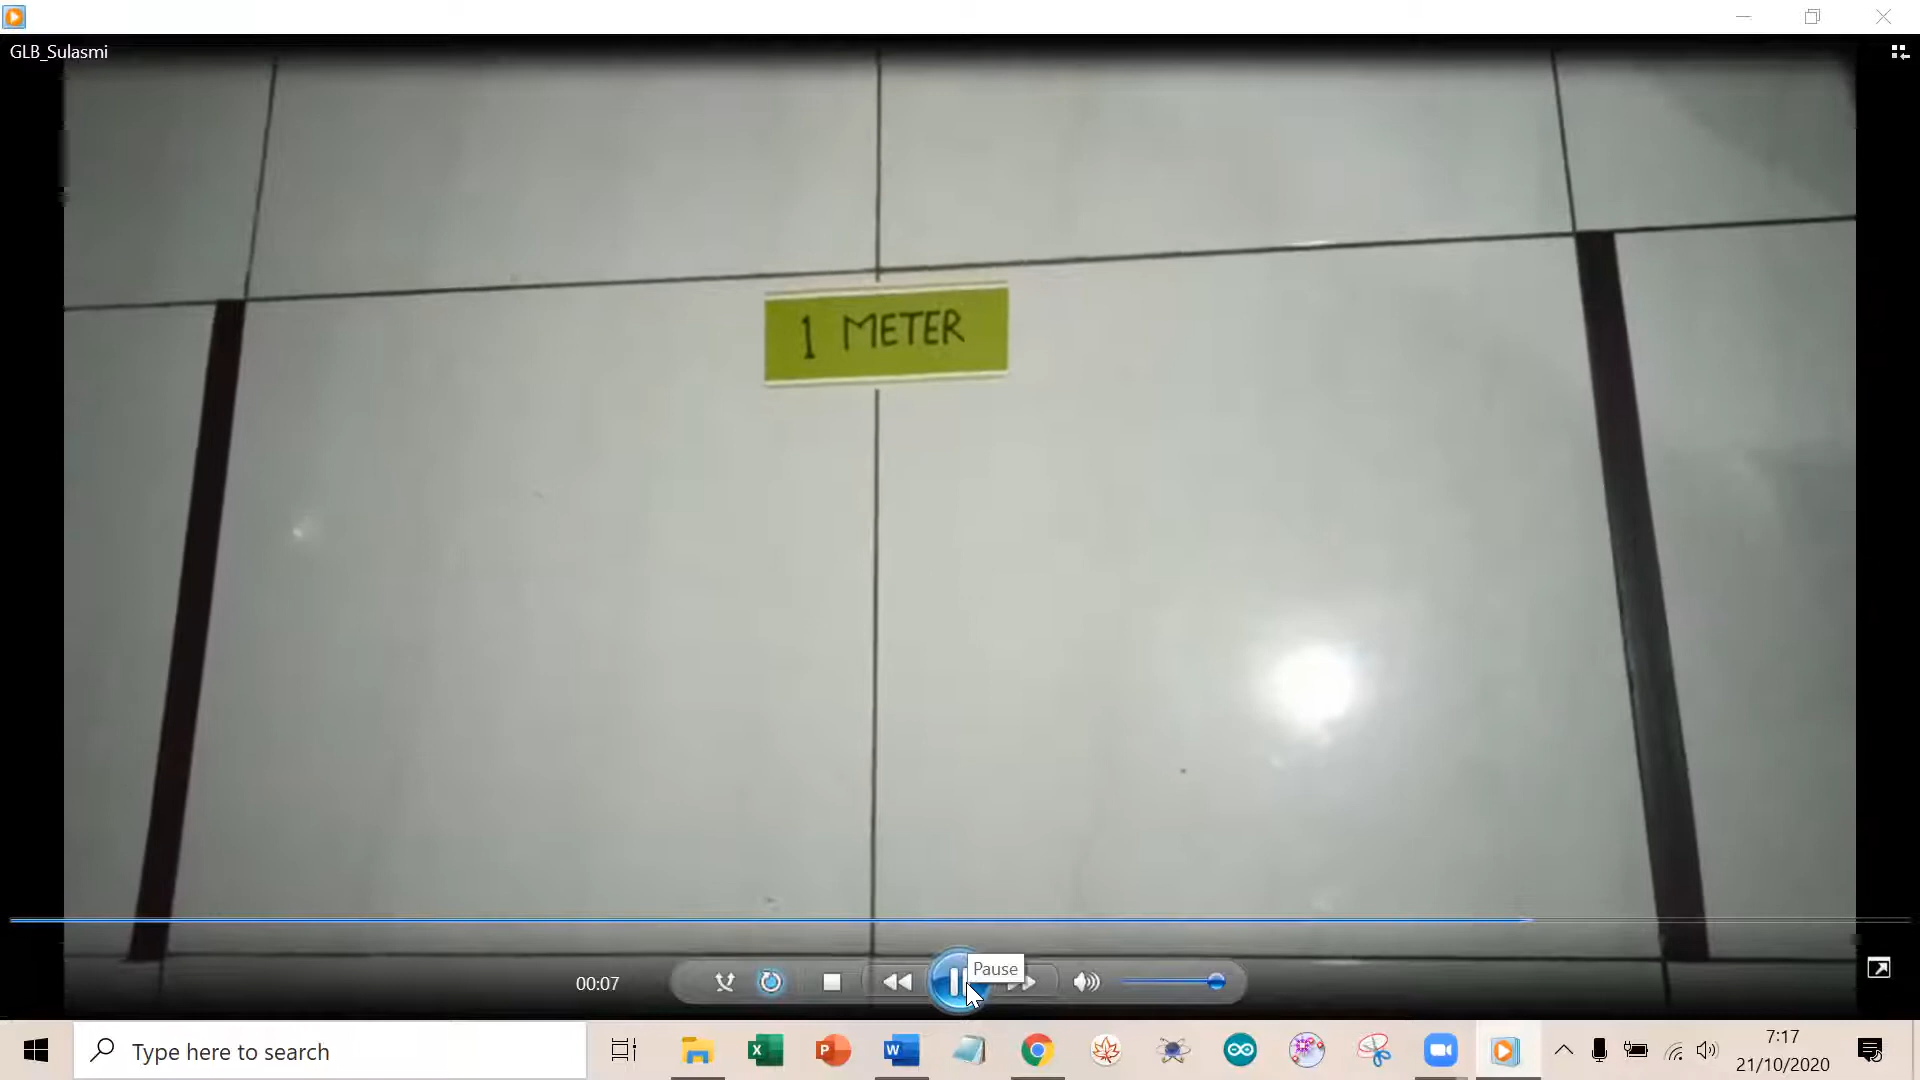 GLB_Sulasmi
1 METER
00:07
Pause
Type here to search
7:17
21/10/2020